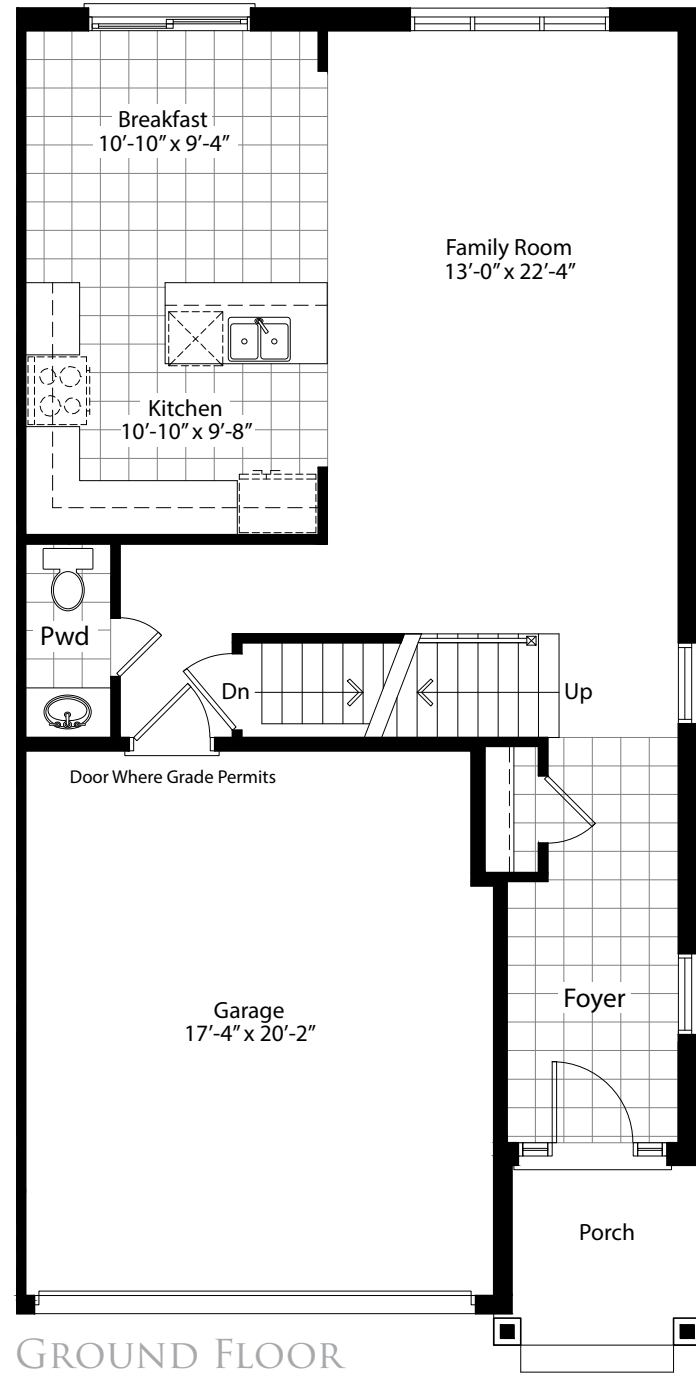 Breakfast
10’-10” x 9’-4”
Family Room
13’-0” x 22’-4”
Kitchen
10’-10” x 9’-8”
Pwd
Dn
Up
Door Where Grade Permits
Foyer
Garage
17’-4” x 20’-2”
Porch
GROUND FLOOR